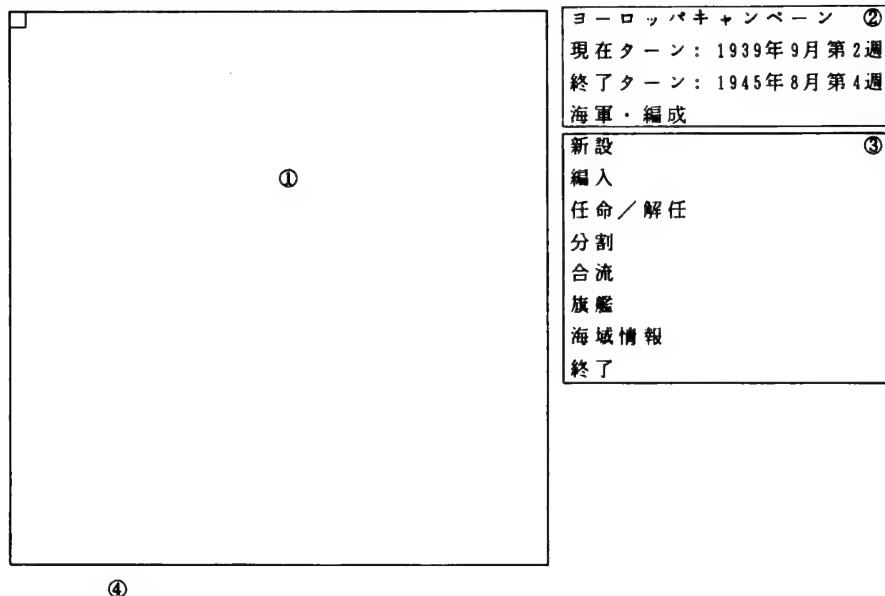 ①
ヨーロッパキャンペーン ②
現在ターン：1939年9月第2週
終了ターン：1945年8月第4週
海軍・編成
新設 ③
編入
任命／解任
分割
合流
旗艦
海域情報
終了
④